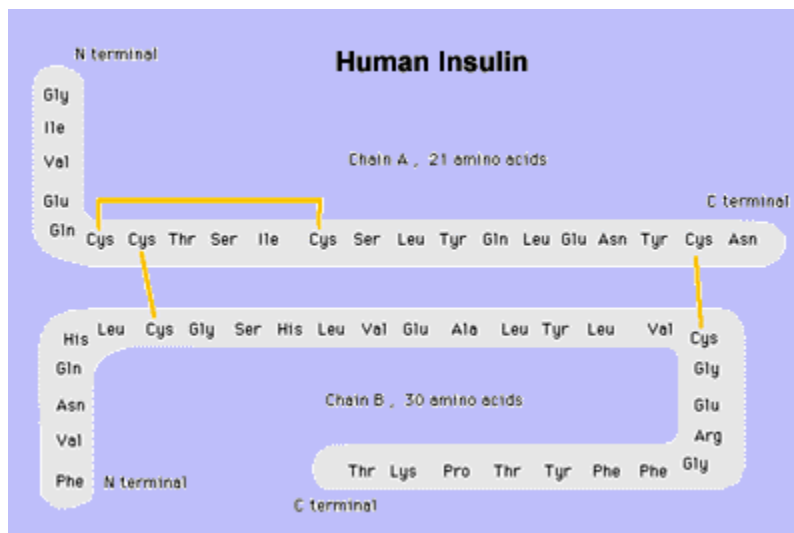 N terminal
Human Insulin
Gly
Ile
Val
Chain A , 21 amino acids
Glu
C terminal
Gln Cys Cys Thr Ser Ile Cys Ser Leu Tyr Gln Leu Glu Asn Tyr Cys Asn
His Leu Cys Gly Ser His Leu Val Glu Ala Leu Tyr Leu Val Cys
Gln Gly
Asn Chain B , 30 amino acids Glu
Val Arg
Thr Lys Pro Thr Tyr Phe Phe Gly
Phe N terminal
C terminal